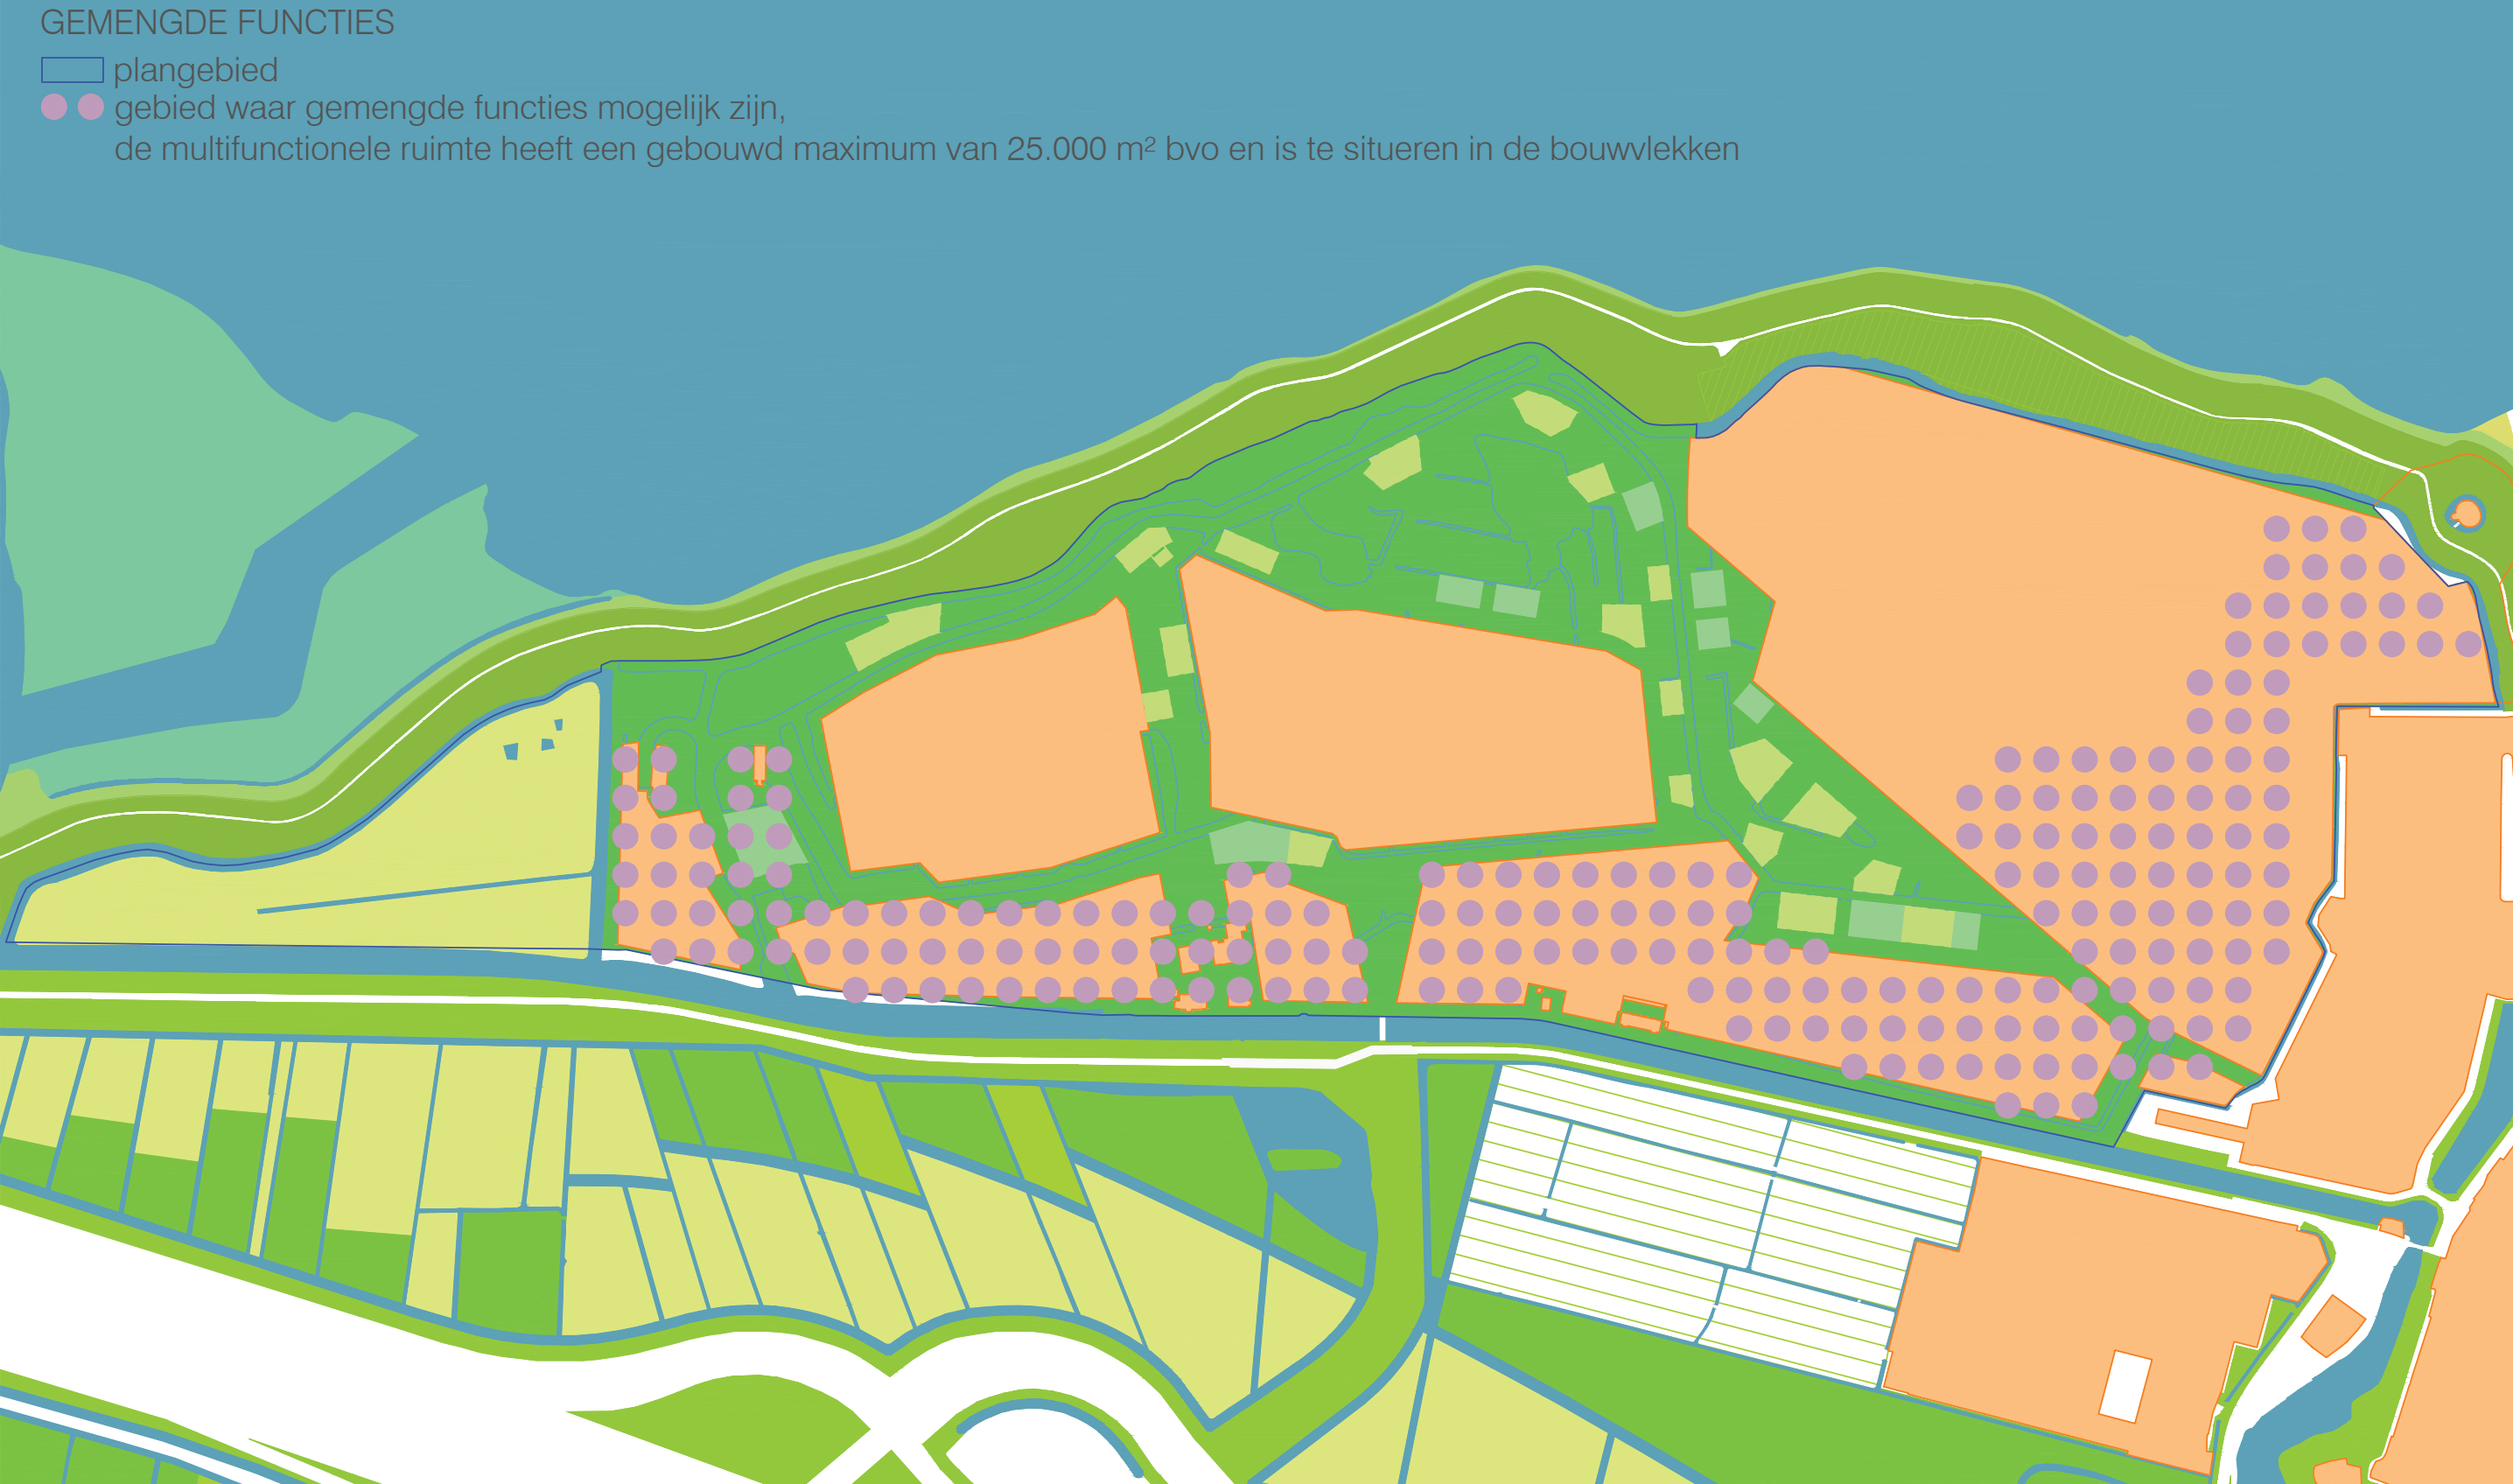 GEMENGDE FUNCTIES
plangebied
gebied waar gemengde functies mogelijk zijn,
de multifunctionele ruimte heeft een gebouwd maximum van 25.000 m² bvo en is te situeren in de bouwvlekken